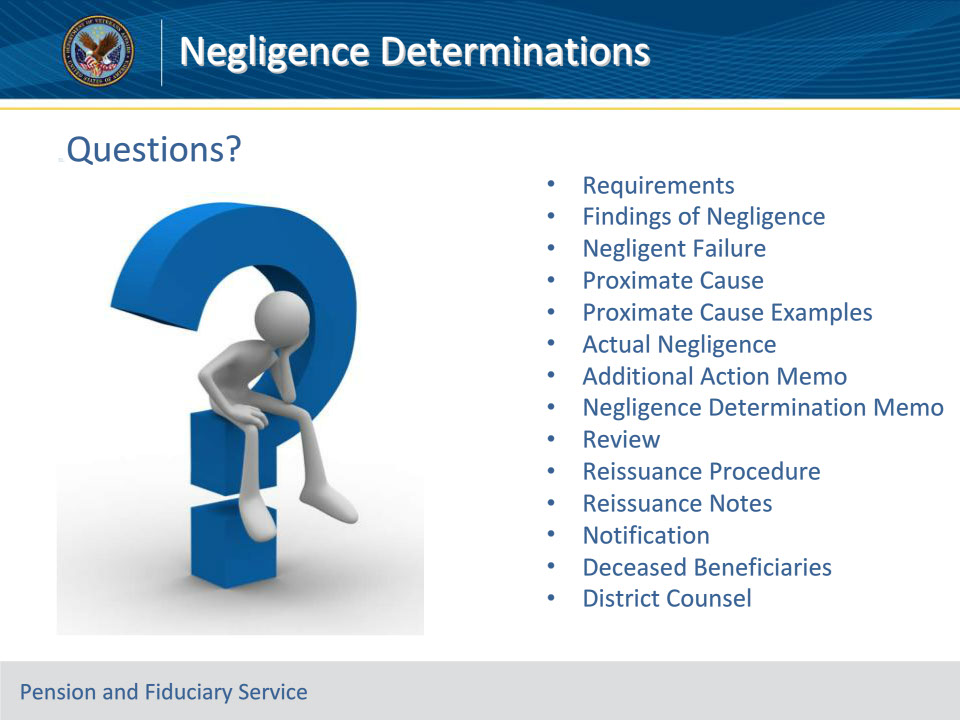 Negligence Determinations
Questions?
• Requirements
• Findings of Negligence
• Negligent Failure
• Proximate Cause
• Proximate Cause Examples
• Actual Negligence
• Additional Action Memo
• Negligence Determination Memo
• Review
• Reissuance Procedure
• Reissuance Notes
• Notification
• Deceased Beneficiaries
• District Counsel
Pension and Fiduciary Service